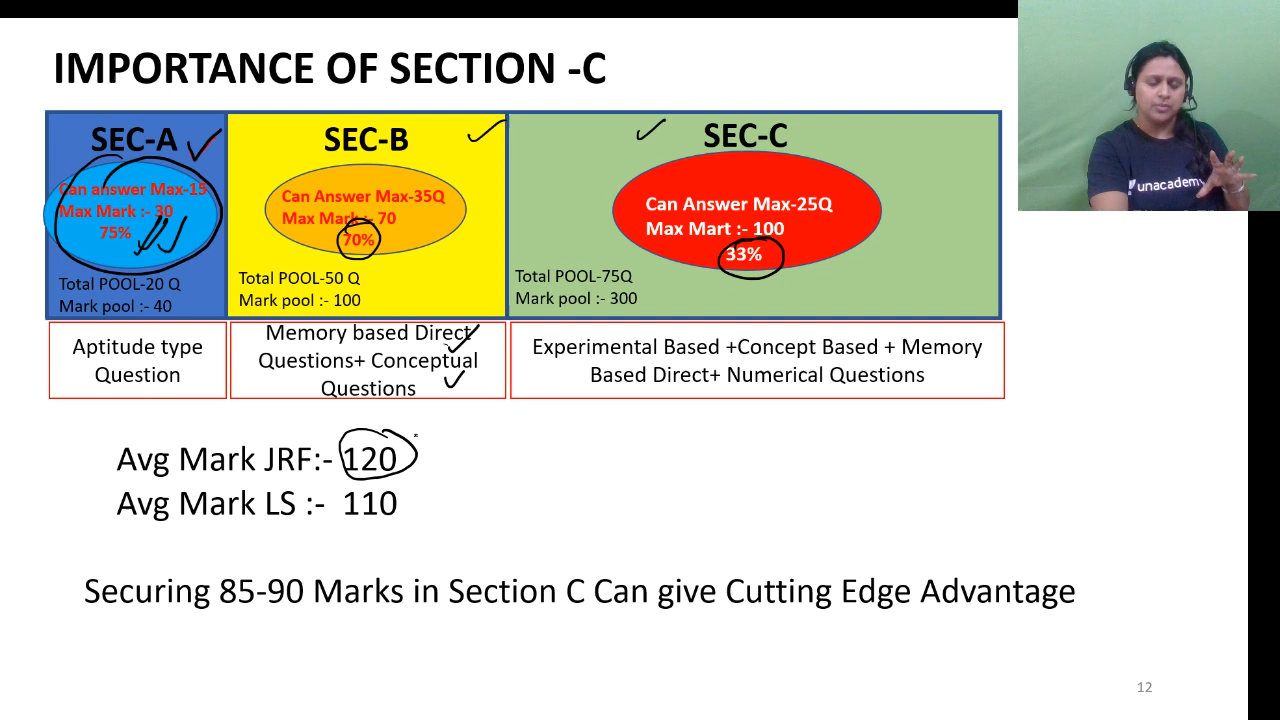 IMPORTANCE OF SECTION -C
SEC-A
Can answer Max-15
Max Mark :- 30
75%
Total POOL-20 Q
Mark pool :- 40
SEC-B
Can Answer Max-35Q
Max Mark :- 70
70%
Total POOL-50 Q
Mark pool :- 100
SEC-C
Can Answer Max-25Q
Max Mart :- 100
33%
Total POOL-75Q
Mark pool :- 300
Aptitude type
Question
Memory based Direct
Questions+ Conceptual
Questions
Experimental Based +Concept Based + Memory
Based Direct+ Numerical Questions
Avg Mark JRF:- 120
Avg Mark LS :- 110
Securing 85-90 Marks in Section C Can give Cutting Edge Advantage
12
unacademy